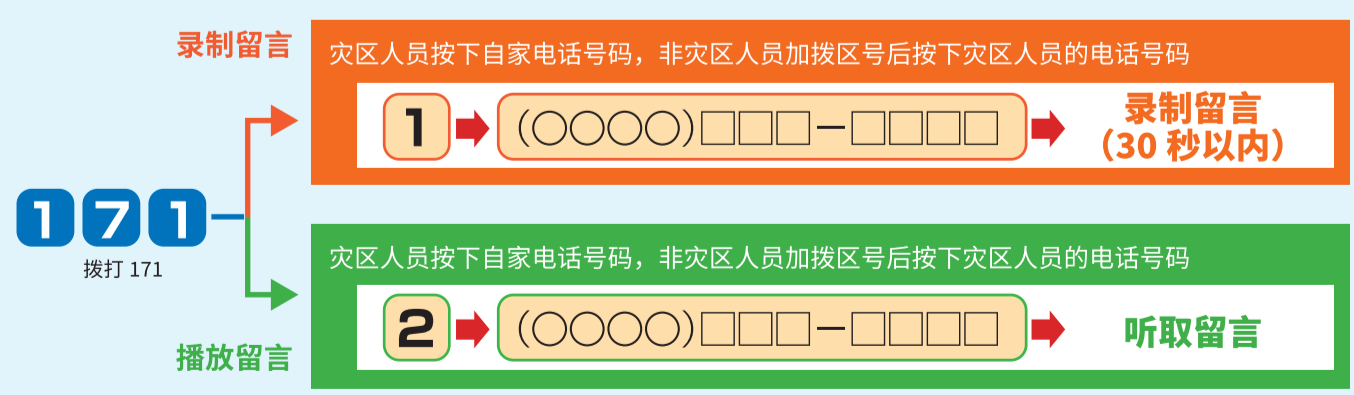 录制留言
灾区人员按下自家电话号码，非灾区人员加拨区号后按下灾区人员的电话号码
1
（○○○○）□□□－□□□□
录制留言
（30 秒以内）
171
拨打 171
灾区人员按下自家电话号码，非灾区人员加拨区号后按下灾区人员的电话号码
2
（○○○○）□□□－□□□□
听取留言
播放留言